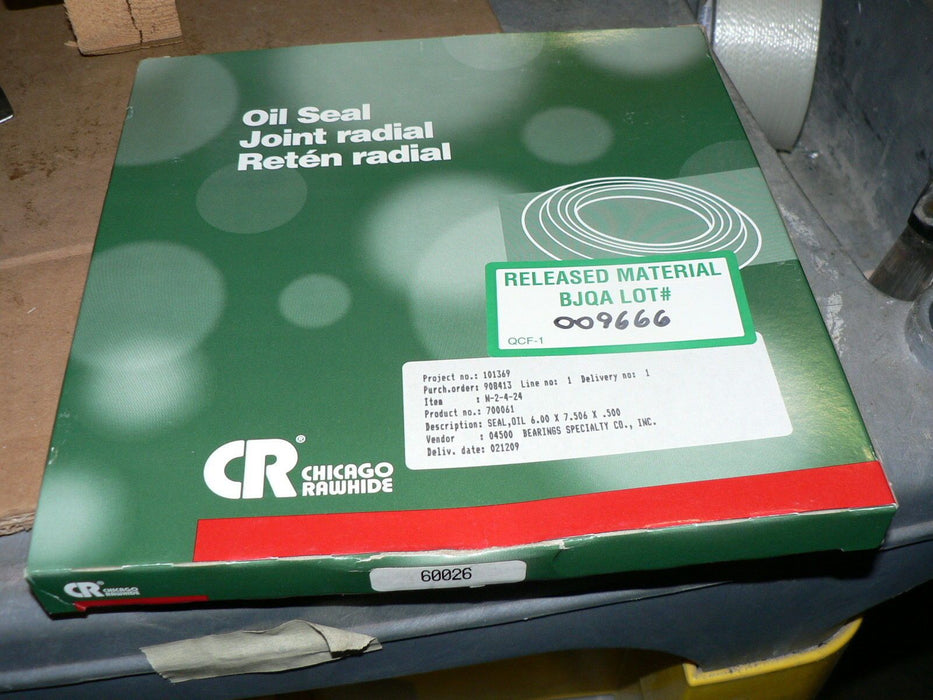 Oil Seal
Joint radial
Retén radial
RELEASED MATERIAL
BJQA LOT#
009666
QCF-1
Project no.: 101369
Purch.order: 908413 Line no: 1 Delivery no: 1
Item : N-2-4-24
Product no.: 700061
Description: SEAL,OIL 6.00 X 7.506 X .500
Vendor : 04500 BEARINGS SPECIALTY CO., INC.
Deliv. date: 021209
CR® CHICAGO
RAWHIDE
60026
CR CHICAGO
RAWHIDE